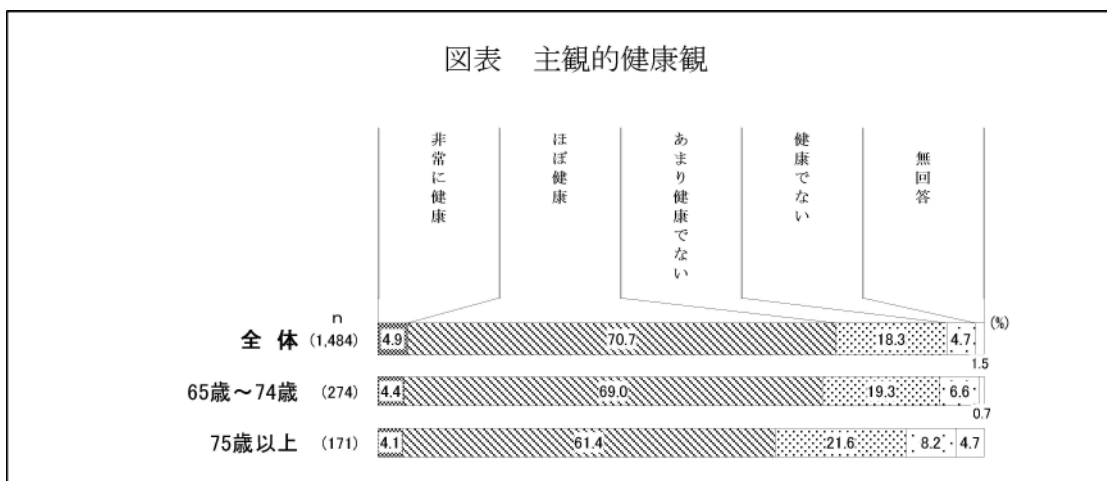 図表　主観的健康観
非常に健康
ほぼ健康
あまり健康でない
健康でない
無回答
n
(%)
全 体 (1,484) 4.9 70.7 18.3 4.7
1.5
65歳～74歳 (274) 4.4 69.0 19.3 6.6
0.7
75歳以上 (171) 4.1 61.4 21.6 8.2 4.7